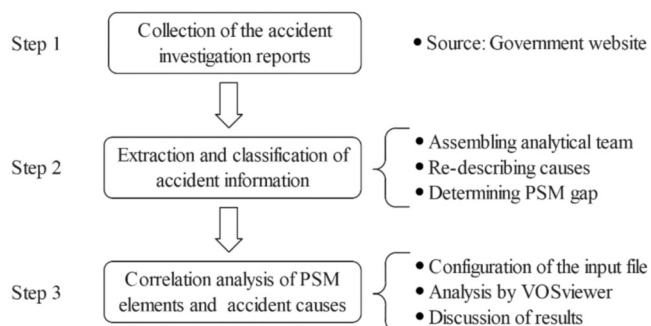 Step 1
Collection of the accident
investigation reports
• Source: Government website
Step 2
Extraction and classification of
accident information
• Assembling analytical team
• Re-describing causes
• Determining PSM gap
Step 3
Correlation analysis of PSM
elements and accident causes
• Configuration of the input file
• Analysis by VOSviewer
• Discussion of results